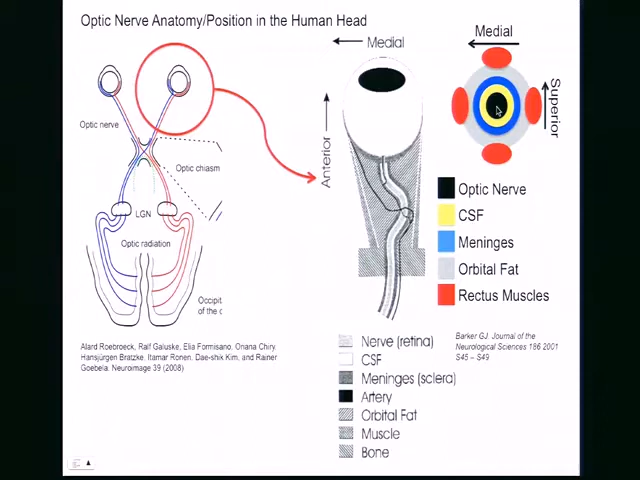 Optic Nerve Anatomy/Position in the Human Head
Medial
Medial
Superior
Anterior
Optic nerve
Optic chiasm
LGN
Optic radiation
Occipit
of the c
Optic Nerve
CSF
Meninges
Orbital Fat
Rectus Muscles
Alard Roebroeck, Ralf Galuske, Elia Formisano, Onana Chiry,
Hansjürgen Bratzke, Itamar Ronen, Dae-shik Kim, and Rainer
Goebela. Neuroimage 39 (2008)
Barker GJ. Journal of the
Neurological Sciences 186 2001
S45 – S49
Nerve (retina)
CSF
Meninges (sclera)
Artery
Orbital Fat
Muscle
Bone